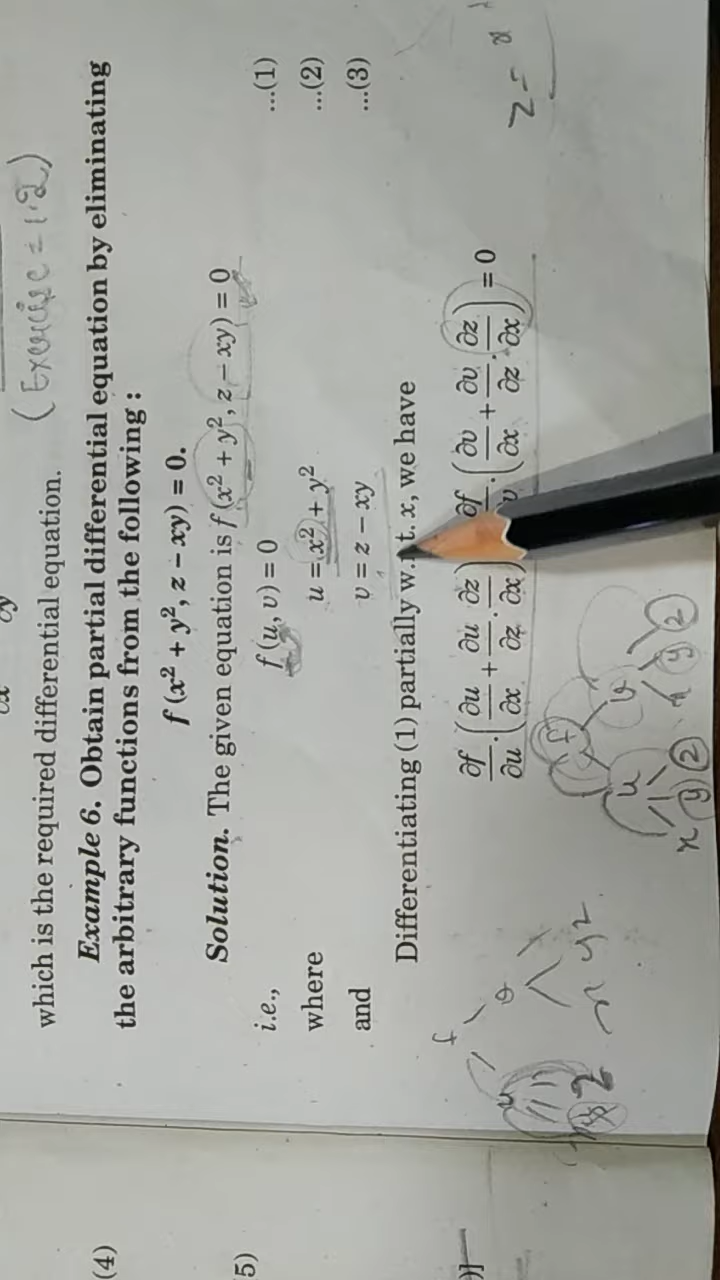 which is the required differential equation.
(Exercise = 1.2)
Example 6. Obtain partial differential equation by eliminating
the arbitrary functions from the following :
f (x² + y², z – xy) = 0.
Solution. The given equation is f (x² + y², z – xy) = 0
i.e., f (u, v) = 0 ...(1)
where u = x² + y² ...(2)
and v = z – xy ...(3)
Differentiating (1) partially w. t. x, we have
∂f/∂u . (∂u/∂x + ∂u/∂z . ∂z/∂x) ∂f (∂v/∂x + ∂v/∂z . ∂z/∂x) = 0
f
u v
x y z x y z
f
u v
x y z x y z
z = x
(4)
5)
)]